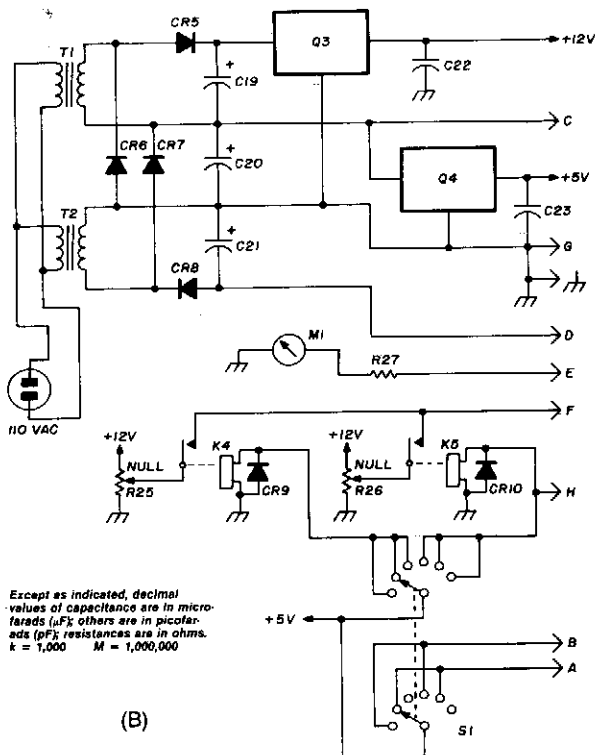 CR5
Q3
+12V
T1
+
C19
C22
C
CR6
CR7
+
C20
Q4
+5V
T2
+
C21
C23
G
CR8
D
M1
R27
E
110 VAC
F
+12V
K4
+12V
K5
NULL
NULL
R25
CR9
R26
CR10
H
Except as indicated, decimal
values of capacitance are in micro-
farads (µF); others are in picofar-
ads (pF); resistances are in ohms.
k = 1,000 M = 1,000,000
+5V
B
A
(B)
S1